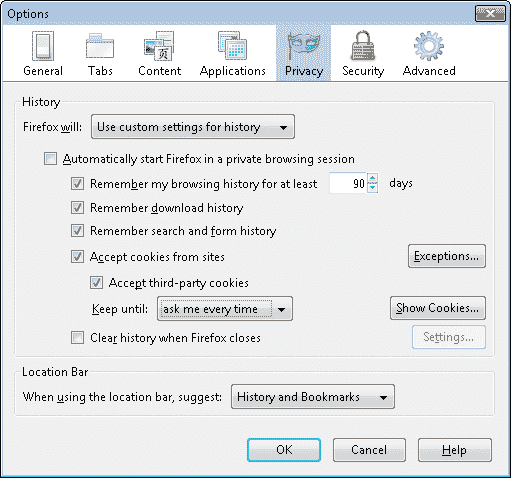 Options
General Tabs Content Applications Privacy Security Advanced
History
Firefox will: Use custom settings for history
Automatically start Firefox in a private browsing session
Remember my browsing history for at least 90 days
Remember download history
Remember search and form history
Accept cookies from sites Exceptions...
Accept third-party cookies
Keep until: ask me every time Show Cookies...
Clear history when Firefox closes Settings...
Location Bar
When using the location bar, suggest: History and Bookmarks
OK Cancel Help